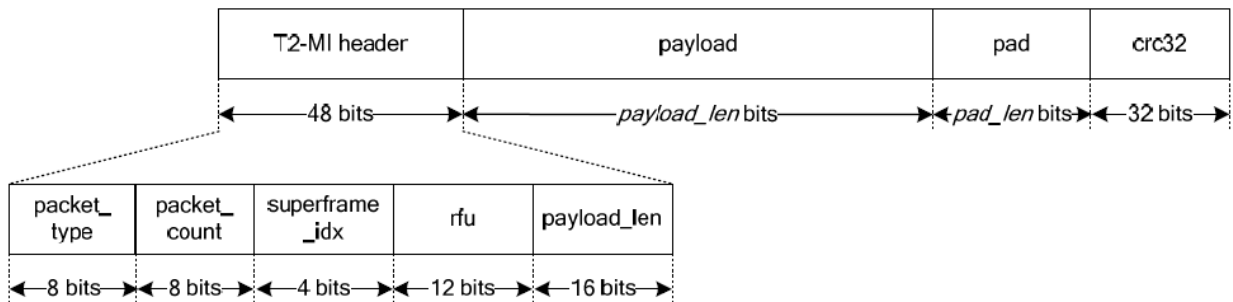 T2-MI header payload pad crc32
48 bits payload_len bits pad_len bits 32 bits
packet_ packet_ superframe rfu payload_len
type count _idx
8 bits 8 bits 4 bits 12 bits 16 bits